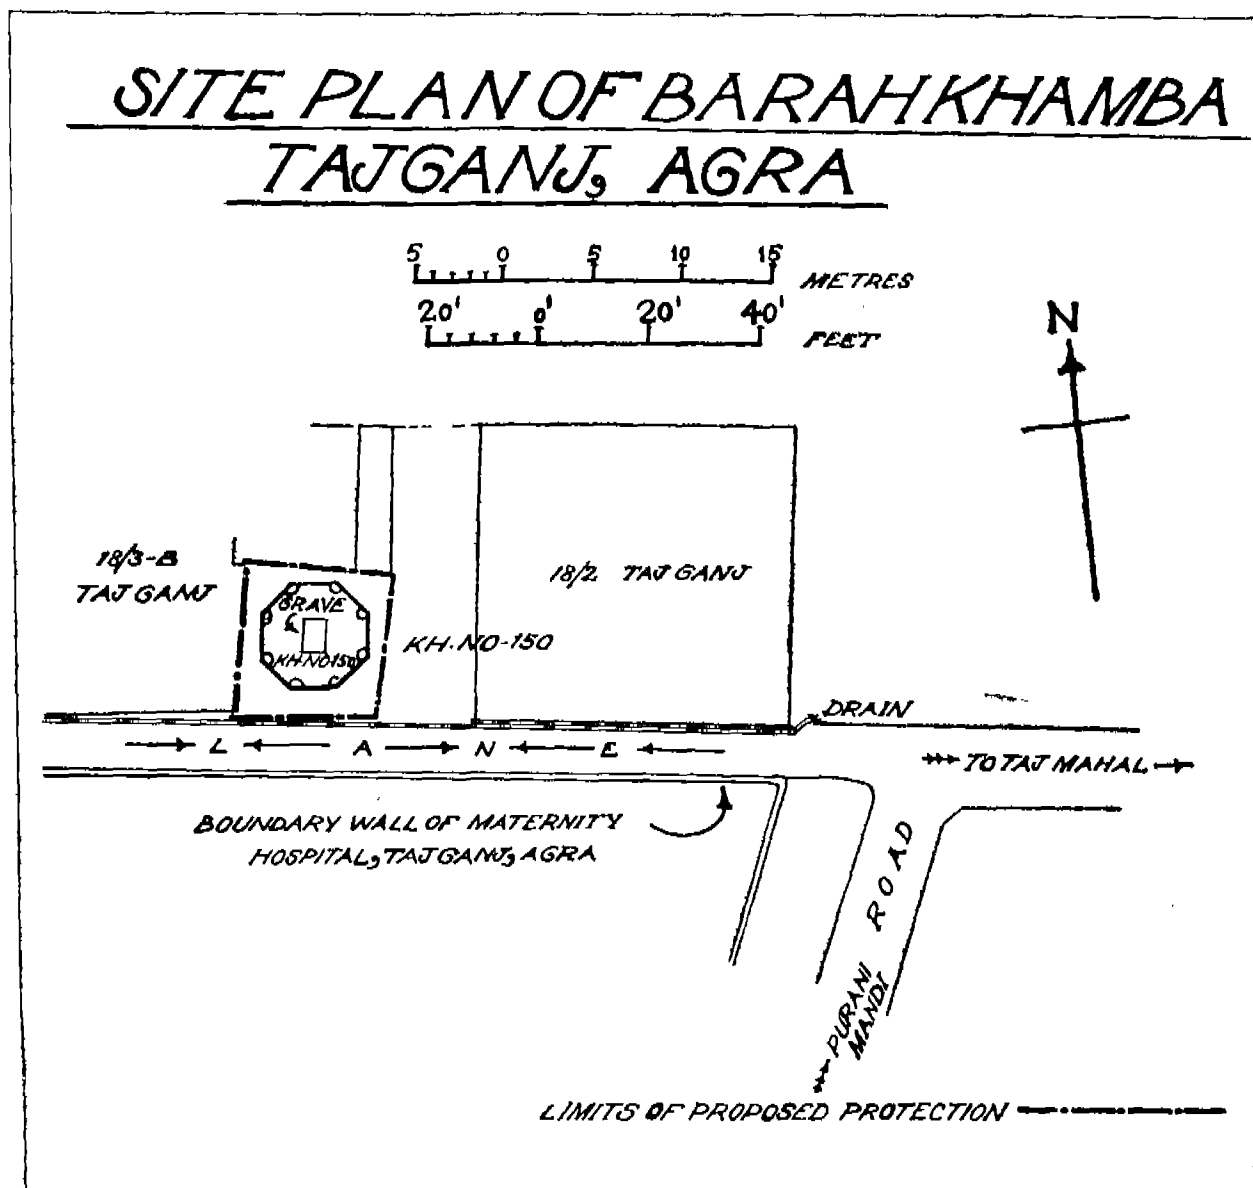 SITE PLAN OF BARAHKHAMBA
TAJGANJ, AGRA
5 0 5 10 15
METRES
20' 0' 20' 40'
FEET
N
18/3-B
TAJ GANJ
GRAVE
KH-NO-150
KH.NO-150
18/2 TAJ GANJ
DRAIN
L A N E
TO TAJ MAHAL
BOUNDARY WALL OF MATERNITY
HOSPITAL, TAJGANJ, AGRA
ROAD
PURANI
MANDI
LIMITS OF PROPOSED PROTECTION